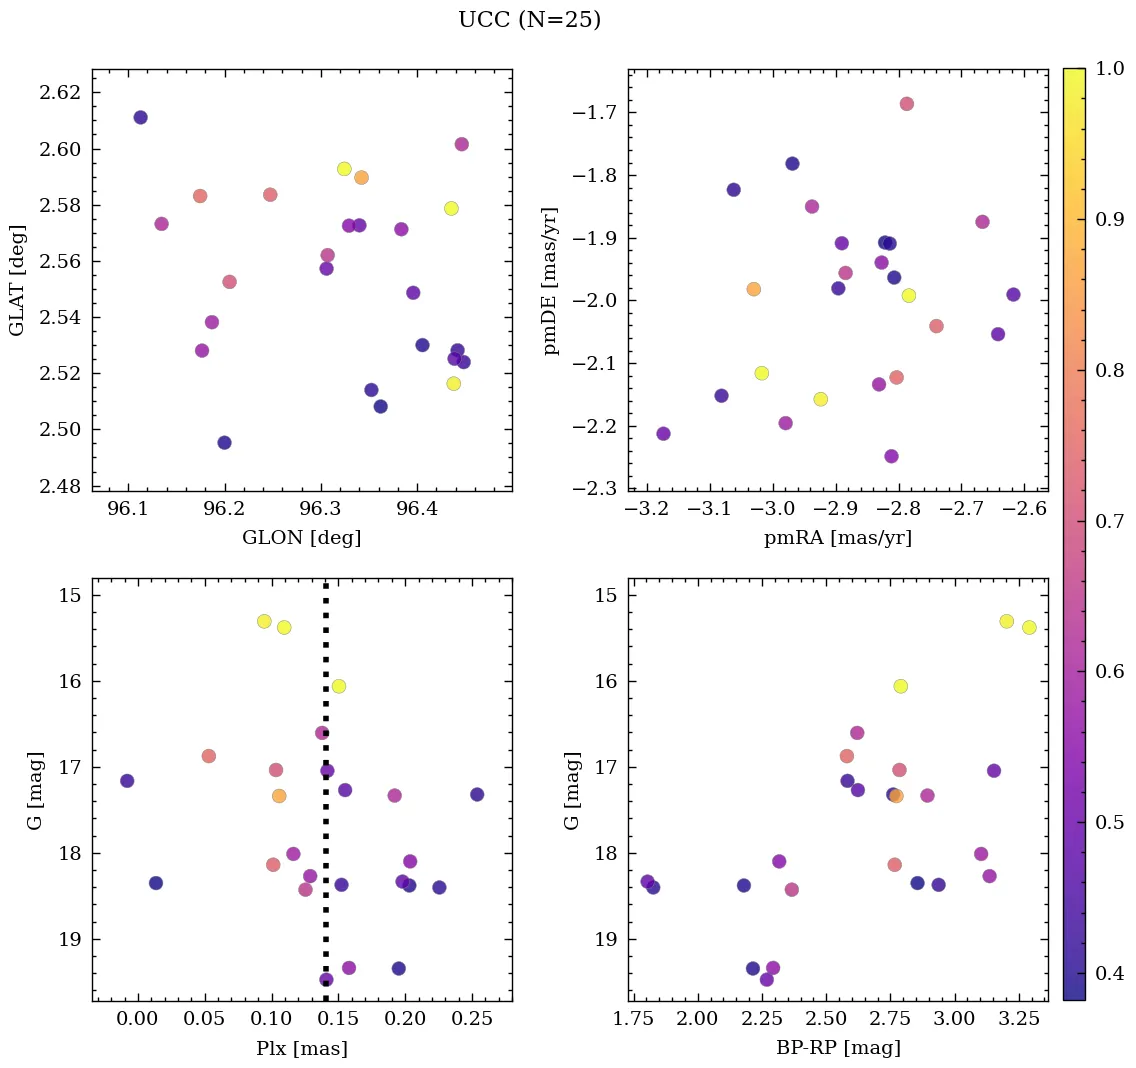 UCC (N=25)
2.62
2.60
2.58
2.56
2.54
2.52
2.50
2.48
GLAT [deg]
96.1 96.2 96.3 96.4
GLON [deg]
−1.7
−1.8
−1.9
−2.0
−2.1
−2.2
−2.3
pmDE [mas/yr]
−3.2 −3.1 −3.0 −2.9 −2.8 −2.7 −2.6
pmRA [mas/yr]
15
16
17
18
19
G [mag]
0.00 0.05 0.10 0.15 0.20 0.25
Plx [mas]
15
16
17
18
19
G [mag]
1.75 2.00 2.25 2.50 2.75 3.00 3.25
BP-RP [mag]
1.0
0.9
0.8
0.7
0.6
0.5
0.4